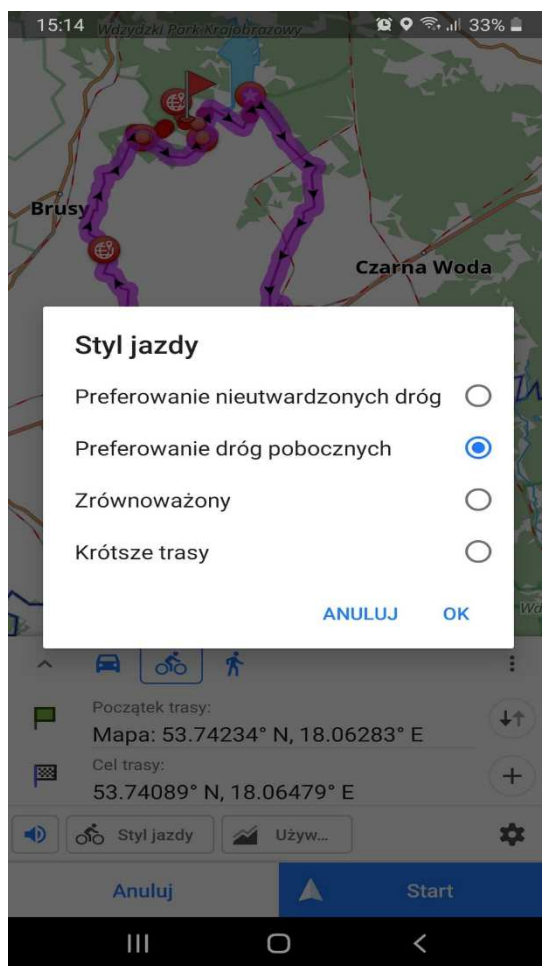 15:14
33%
Wdzydzki Park Krajobrazowy
Brusy
Czarna Woda
Styl jazdy
Preferowanie nieutwardzonych dróg
Preferowanie dróg pobocznych
Zrównoważony
Krótsze trasy
ANULUJ OK
Początek trasy:
Mapa: 53.74234° N, 18.06283° E
Cel trasy:
53.74089° N, 18.06479° E
Styl jazdy
Używ...
Anuluj
Start